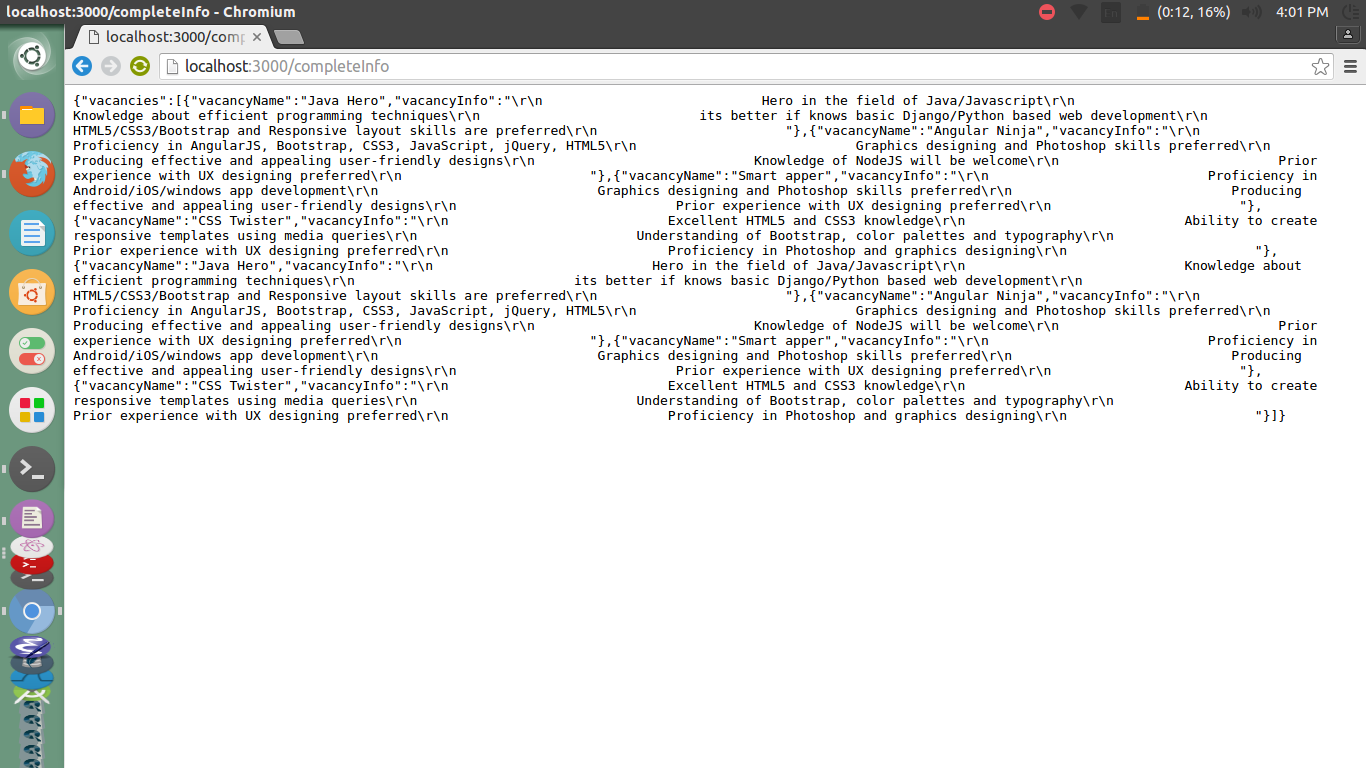 localhost:3000/completeInfo - Chromium
(0:12, 16%) 4:01 PM
localhost:3000/comp
localhost:3000/completeInfo
{"vacancies":[{"vacancyName":"Java Hero","vacancyInfo":"\r\n Hero in the field of Java/Javascript\r\n
Knowledge about efficient programming techniques\r\n its better if knows basic Django/Python based web development\r\n
HTML5/CSS3/Bootstrap and Responsive layout skills are preferred\r\n "},{"vacancyName":"Angular Ninja","vacancyInfo":"\r\n
Proficiency in AngularJS, Bootstrap, CSS3, JavaScript, jQuery, HTML5\r\n Graphics designing and Photoshop skills preferred\r\n
Producing effective and appealing user-friendly designs\r\n Knowledge of NodeJS will be welcome\r\n Prior
experience with UX designing preferred\r\n "},{"vacancyName":"Smart apper","vacancyInfo":"\r\n Proficiency in
Android/iOS/windows app development\r\n Graphics designing and Photoshop skills preferred\r\n Producing
effective and appealing user-friendly designs\r\n Prior experience with UX designing preferred\r\n "},
{"vacancyName":"CSS Twister","vacancyInfo":"\r\n Excellent HTML5 and CSS3 knowledge\r\n Ability to create
responsive templates using media queries\r\n Understanding of Bootstrap, color palettes and typography\r\n
Prior experience with UX designing preferred\r\n Proficiency in Photoshop and graphics designing\r\n "},
{"vacancyName":"Java Hero","vacancyInfo":"\r\n Hero in the field of Java/Javascript\r\n Knowledge about
efficient programming techniques\r\n its better if knows basic Django/Python based web development\r\n
HTML5/CSS3/Bootstrap and Responsive layout skills are preferred\r\n "},{"vacancyName":"Angular Ninja","vacancyInfo":"\r\n
Proficiency in AngularJS, Bootstrap, CSS3, JavaScript, jQuery, HTML5\r\n Graphics designing and Photoshop skills preferred\r\n
Producing effective and appealing user-friendly designs\r\n Knowledge of NodeJS will be welcome\r\n Prior
experience with UX designing preferred\r\n "},{"vacancyName":"Smart apper","vacancyInfo":"\r\n Proficiency in
Android/iOS/windows app development\r\n Graphics designing and Photoshop skills preferred\r\n Producing
effective and appealing user-friendly designs\r\n Prior experience with UX designing preferred\r\n "},
{"vacancyName":"CSS Twister","vacancyInfo":"\r\n Excellent HTML5 and CSS3 knowledge\r\n Ability to create
responsive templates using media queries\r\n Understanding of Bootstrap, color palettes and typography\r\n
Prior experience with UX designing preferred\r\n Proficiency in Photoshop and graphics designing\r\n "}]}